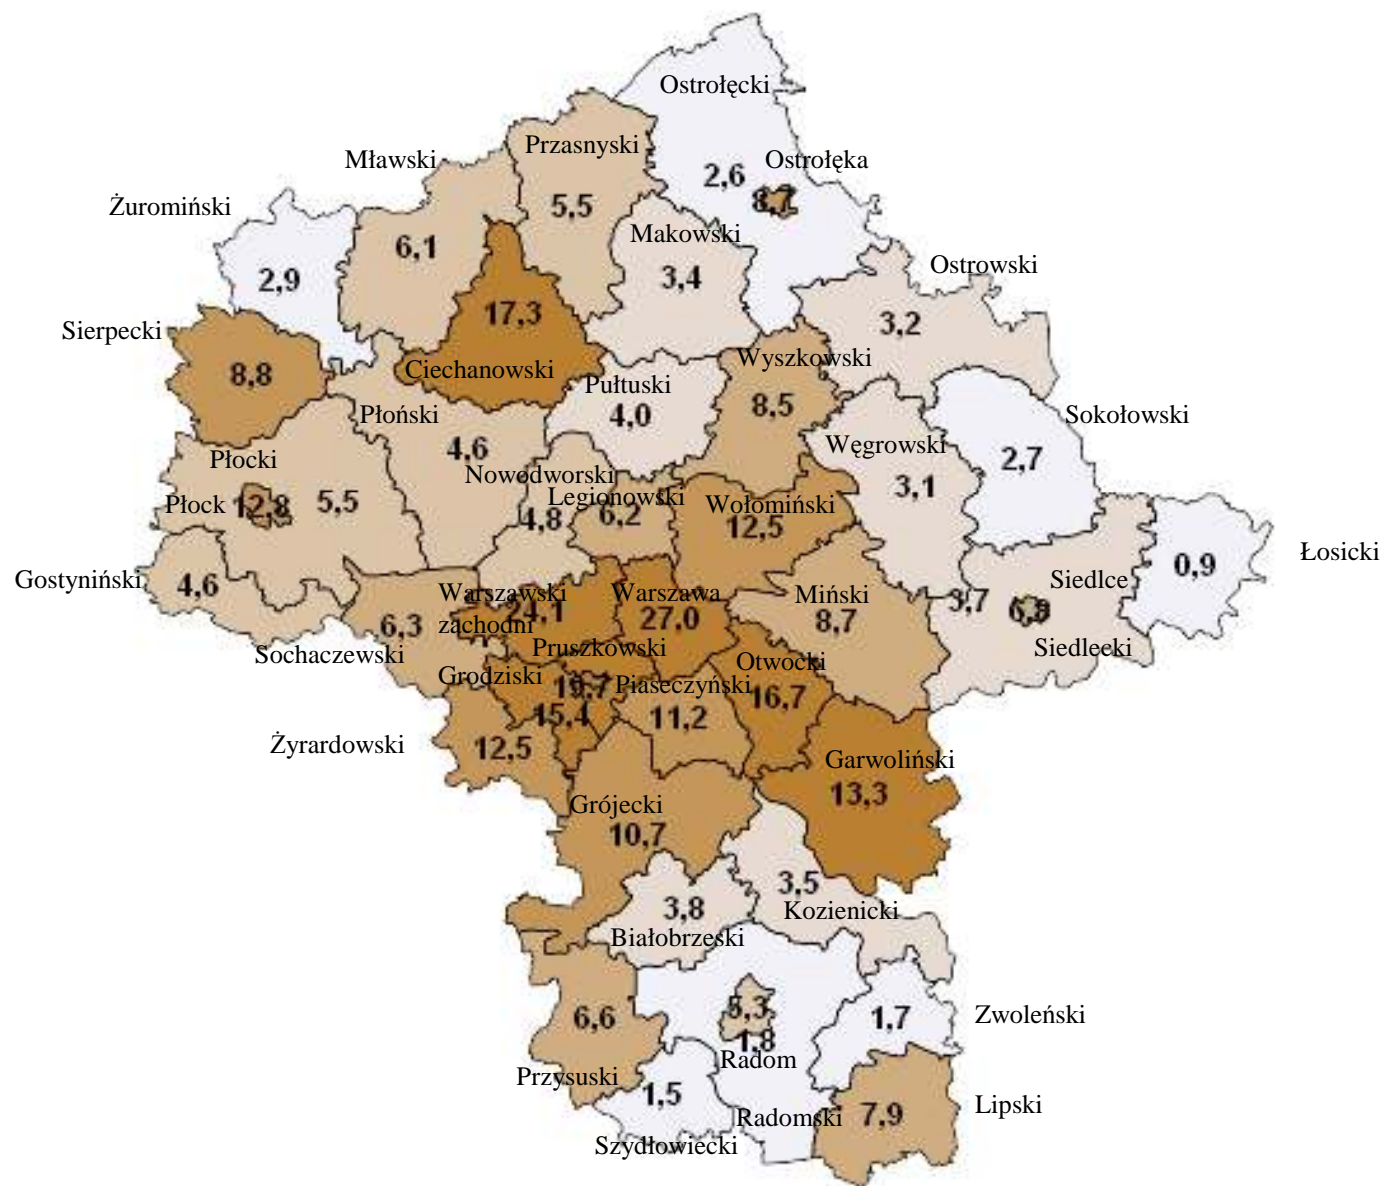 Ostrołęcki
Przasnyski
Mławski
2,6
Ostrołęka
8,7
5,5
Żuromiński
Makowski
6,1
2,9
3,4
Ostrowski
17,3
3,2
Sierpecki
Wyszkowski
8,8
Ciechanowski
Pułtuski
4,0
8,5
Płoński
Sokołowski
4,6
Węgrowski
2,7
Płocki
Nowodworski
3,1
Legionowski
Płock
12,8
5,5
4,8
6,2
Wołomiński
12,5
Łosicki
0,9
Gostyniński
4,6
Siedlce
Warszawski
zachodni
24,1
Warszawa
27,0
Miński
8,7
3,7
6,3
Sochaczewski
Pruszkowski
Siedlecki
Otwocki
Grodziski
Piaseczyński
16,7
15,4
11,2
Żyrardowski
12,5
Garwoliński
13,3
Grójecki
10,7
3,5
3,8
Kozienicki
Białobrzeski
6,6
5,3
1,7
Zwoleński
1,8
Radom
Przysuski
1,5
Radomski
7,9
Lipski
Szydłowiecki